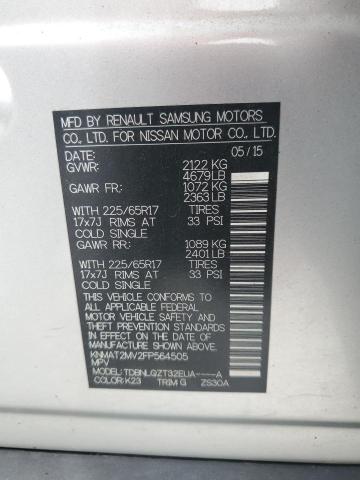 MFD BY RENAULT SAMSUNG MOTORS
CO., LTD. FOR NISSAN MOTOR CO., LTD.
DATE: 05/15
GVWR: 2122 KG
4679LB
GAWR FR: 1072 KG
2363 LB
WITH 225/65R17 TIRES
17x7J RIMS AT 33 PSI
COLD SINGLE
GAWR RR: 1089 KG
2401 LB
WITH 225/65R17 TIRES
17x7J RIMS AT 33 PSI
COLD SINGLE
THIS VEHICLE CONFORMS TO
ALL APPLICABLE FEDERAL
MOTOR VEHICLE SAFETY STANDARDS
IN EFFECT ON THE DATE OF
MANUFACTURE SHOWN ABOVE.
KNMAT2MV2FP564505
MPV
MODEL: TDBNLQZT32EUA----A
COLOR: K23 TRIM: G ZS30A